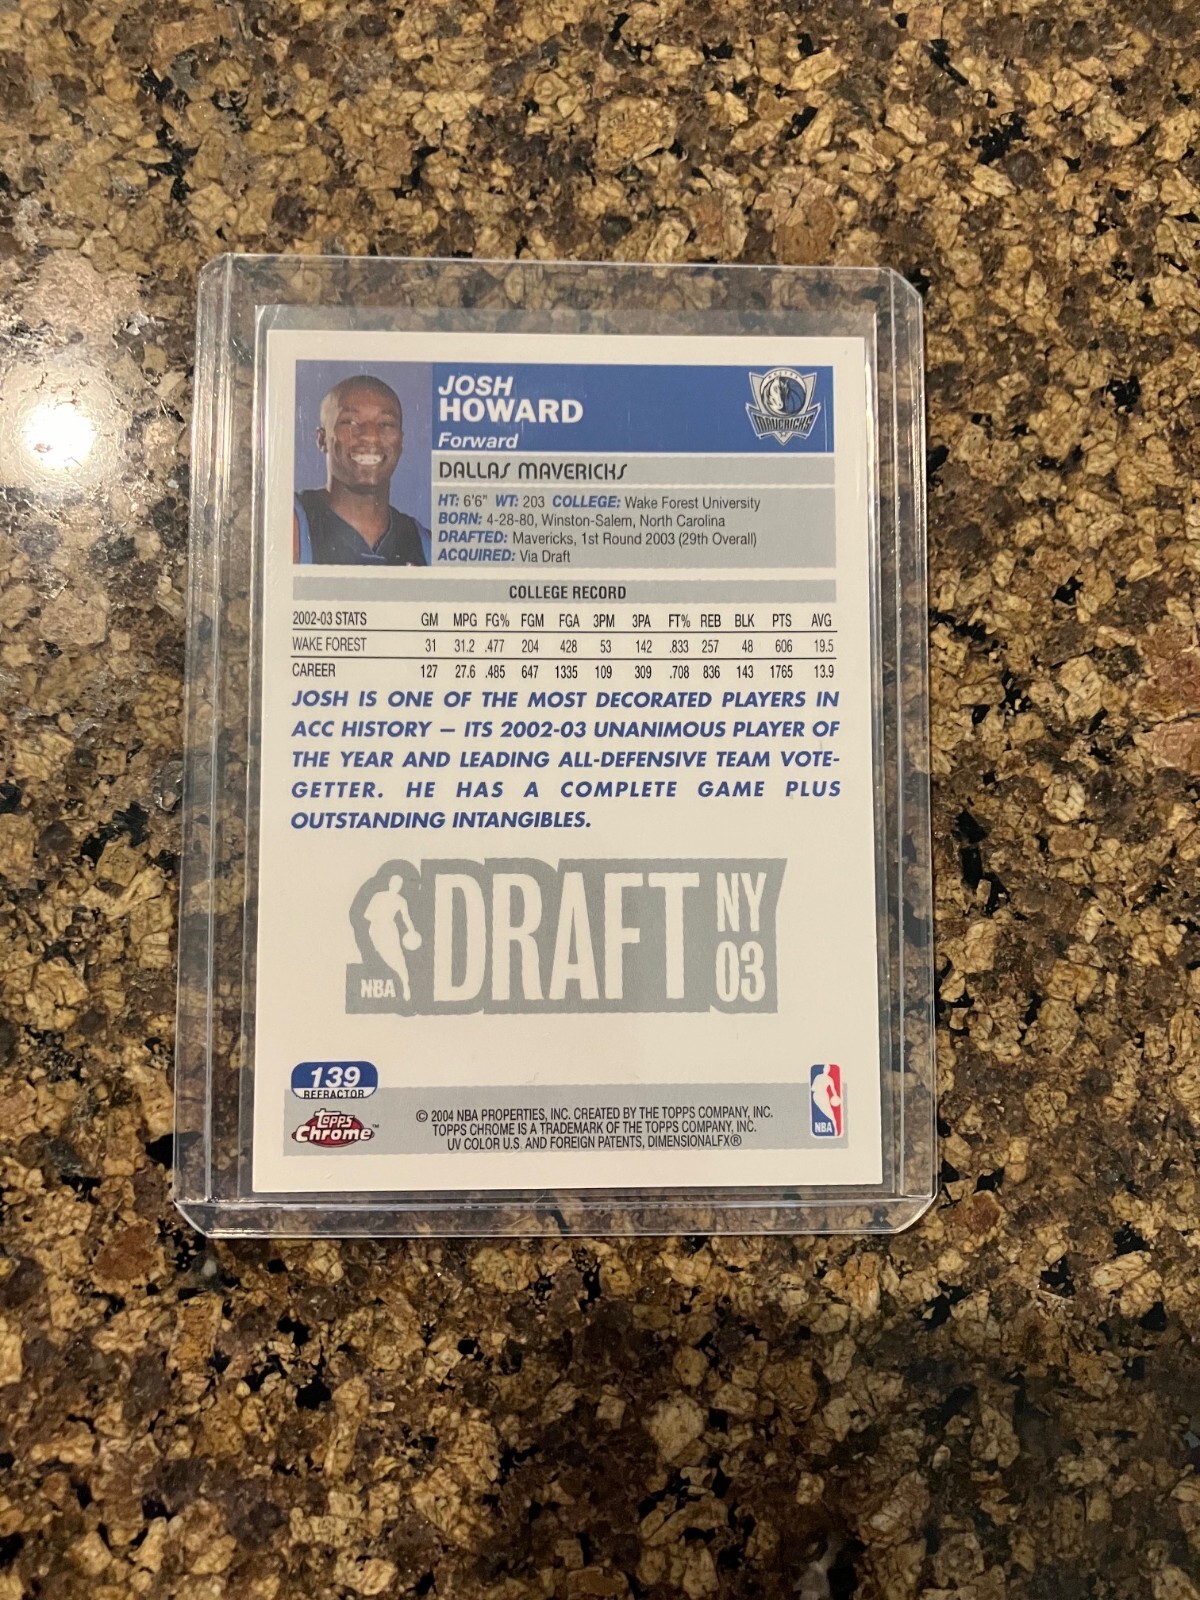 JOSH
HOWARD
Forward
MAVERICKS
DALLAS MAVERICKS
HT: 6'6" WT: 203 COLLEGE: Wake Forest University
BORN: 4-28-80, Winston-Salem, North Carolina
DRAFTED: Mavericks, 1st Round 2003 (29th Overall)
ACQUIRED: Via Draft
COLLEGE RECORD
2002-03 STATS GM MPG FG% FGM FGA 3PM 3PA FT% REB BLK PTS AVG
WAKE FOREST 31 31.2 .477 204 428 53 142 .833 257 48 606 19.5
CAREER 127 27.6 .485 647 1335 109 309 .708 836 143 1765 13.9
JOSH IS ONE OF THE MOST DECORATED PLAYERS IN
ACC HISTORY – ITS 2002-03 UNANIMOUS PLAYER OF
THE YEAR AND LEADING ALL-DEFENSIVE TEAM VOTE-
GETTER. HE HAS A COMPLETE GAME PLUS
OUTSTANDING INTANGIBLES.
NBA DRAFT NY
03
139
REFRACTOR
TOPPS
Chrome™
© 2004 NBA PROPERTIES, INC. CREATED BY THE TOPPS COMPANY, INC.
TOPPS CHROME IS A TRADEMARK OF THE TOPPS COMPANY, INC.
UV COLOR U.S. AND FOREIGN PATENTS, DIMENSIONALFX®
NBA